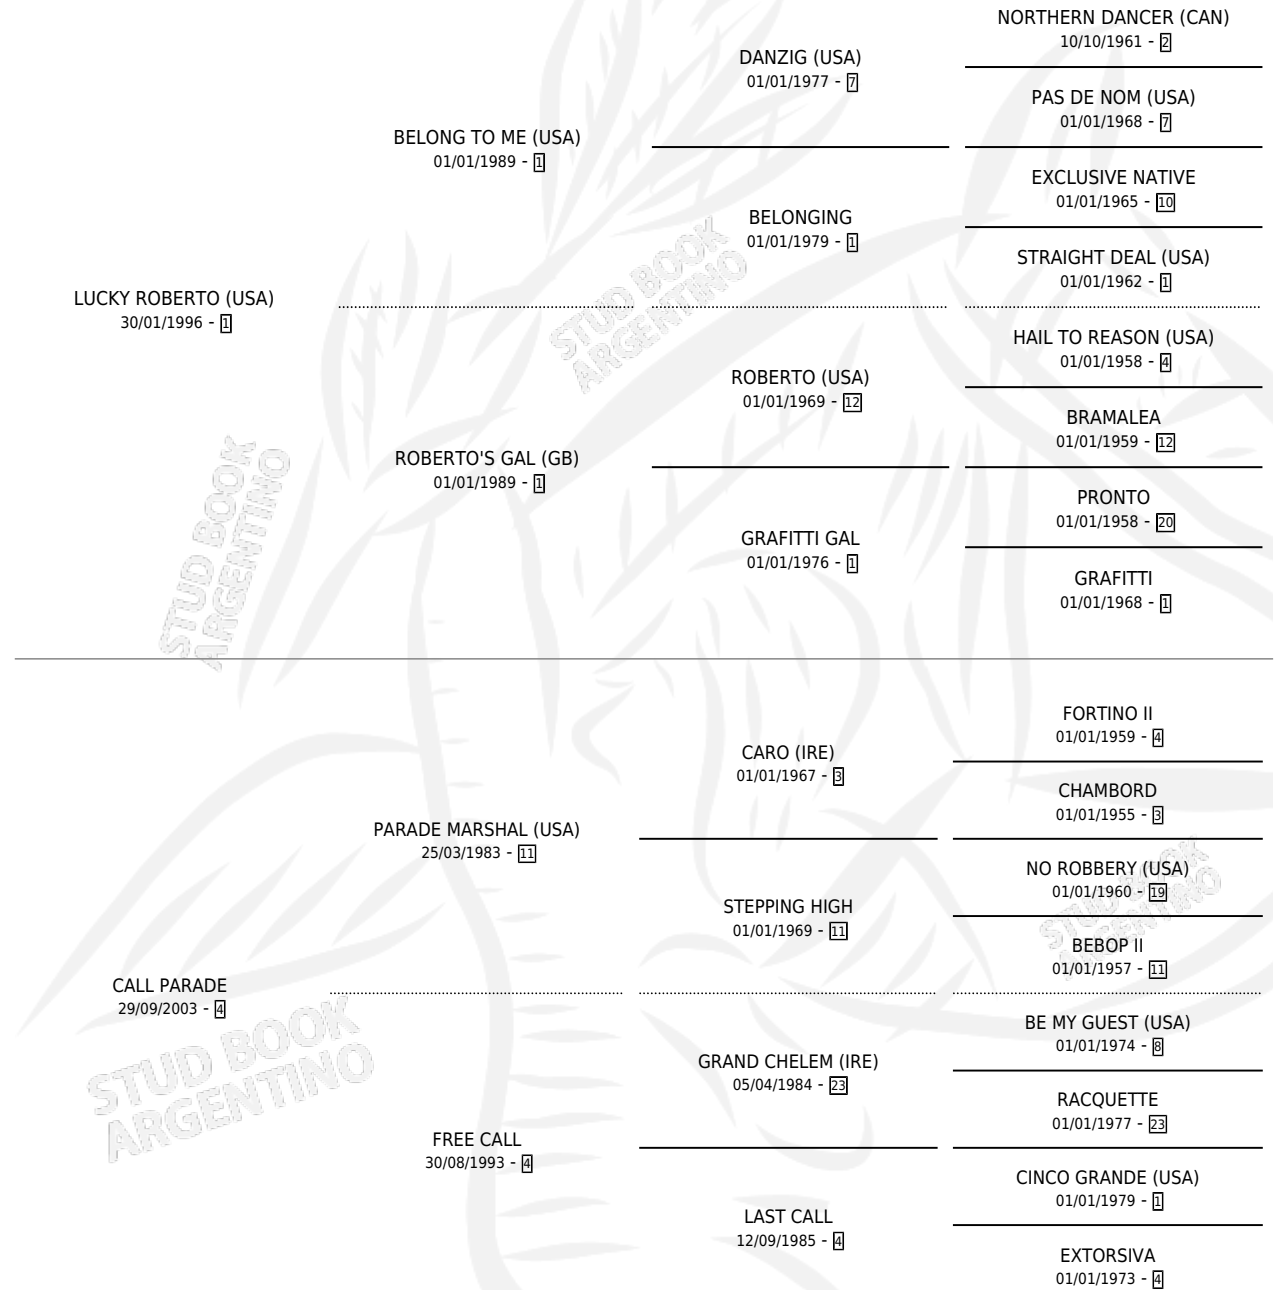 NORTHERN DANCER (CAN)
10/10/1961 - 2
DANZIG (USA)
01/01/1977 - 7
PAS DE NOM (USA)
01/01/1968 - 7
BELONG TO ME (USA)
01/01/1989 - 1
EXCLUSIVE NATIVE
01/01/1965 - 10
BELONGING
01/01/1979 - 1
STRAIGHT DEAL (USA)
01/01/1962 - 1
LUCKY ROBERTO (USA)
30/01/1996 - 1
HAIL TO REASON (USA)
01/01/1958 - 4
ROBERTO (USA)
01/01/1969 - 12
BRAMALEA
01/01/1959 - 12
ROBERTO'S GAL (GB)
01/01/1989 - 1
PRONTO
01/01/1958 - 20
GRAFITTI GAL
01/01/1976 - 1
GRAFITTI
01/01/1968 - 1
FORTINO II
01/01/1959 - 4
CARO (IRE)
01/01/1967 - 3
CHAMBORD
01/01/1955 - 3
PARADE MARSHAL (USA)
25/03/1983 - 11
NO ROBBERY (USA)
01/01/1960 - 19
STEPPING HIGH
01/01/1969 - 11
BEBOP II
01/01/1957 - 11
CALL PARADE
29/09/2003 - 4
BE MY GUEST (USA)
01/01/1974 - 8
GRAND CHELEM (IRE)
05/04/1984 - 23
RACQUETTE
01/01/1977 - 23
FREE CALL
30/08/1993 - 4
CINCO GRANDE (USA)
01/01/1979 - 1
LAST CALL
12/09/1985 - 4
EXTORSIVA
01/01/1973 - 4
STUD BOOK
ARGENTINO
STUD BOOK
ARGENTINO
STUD BOOK
ARGENTINO
STUD BOOK
ARGENTINO